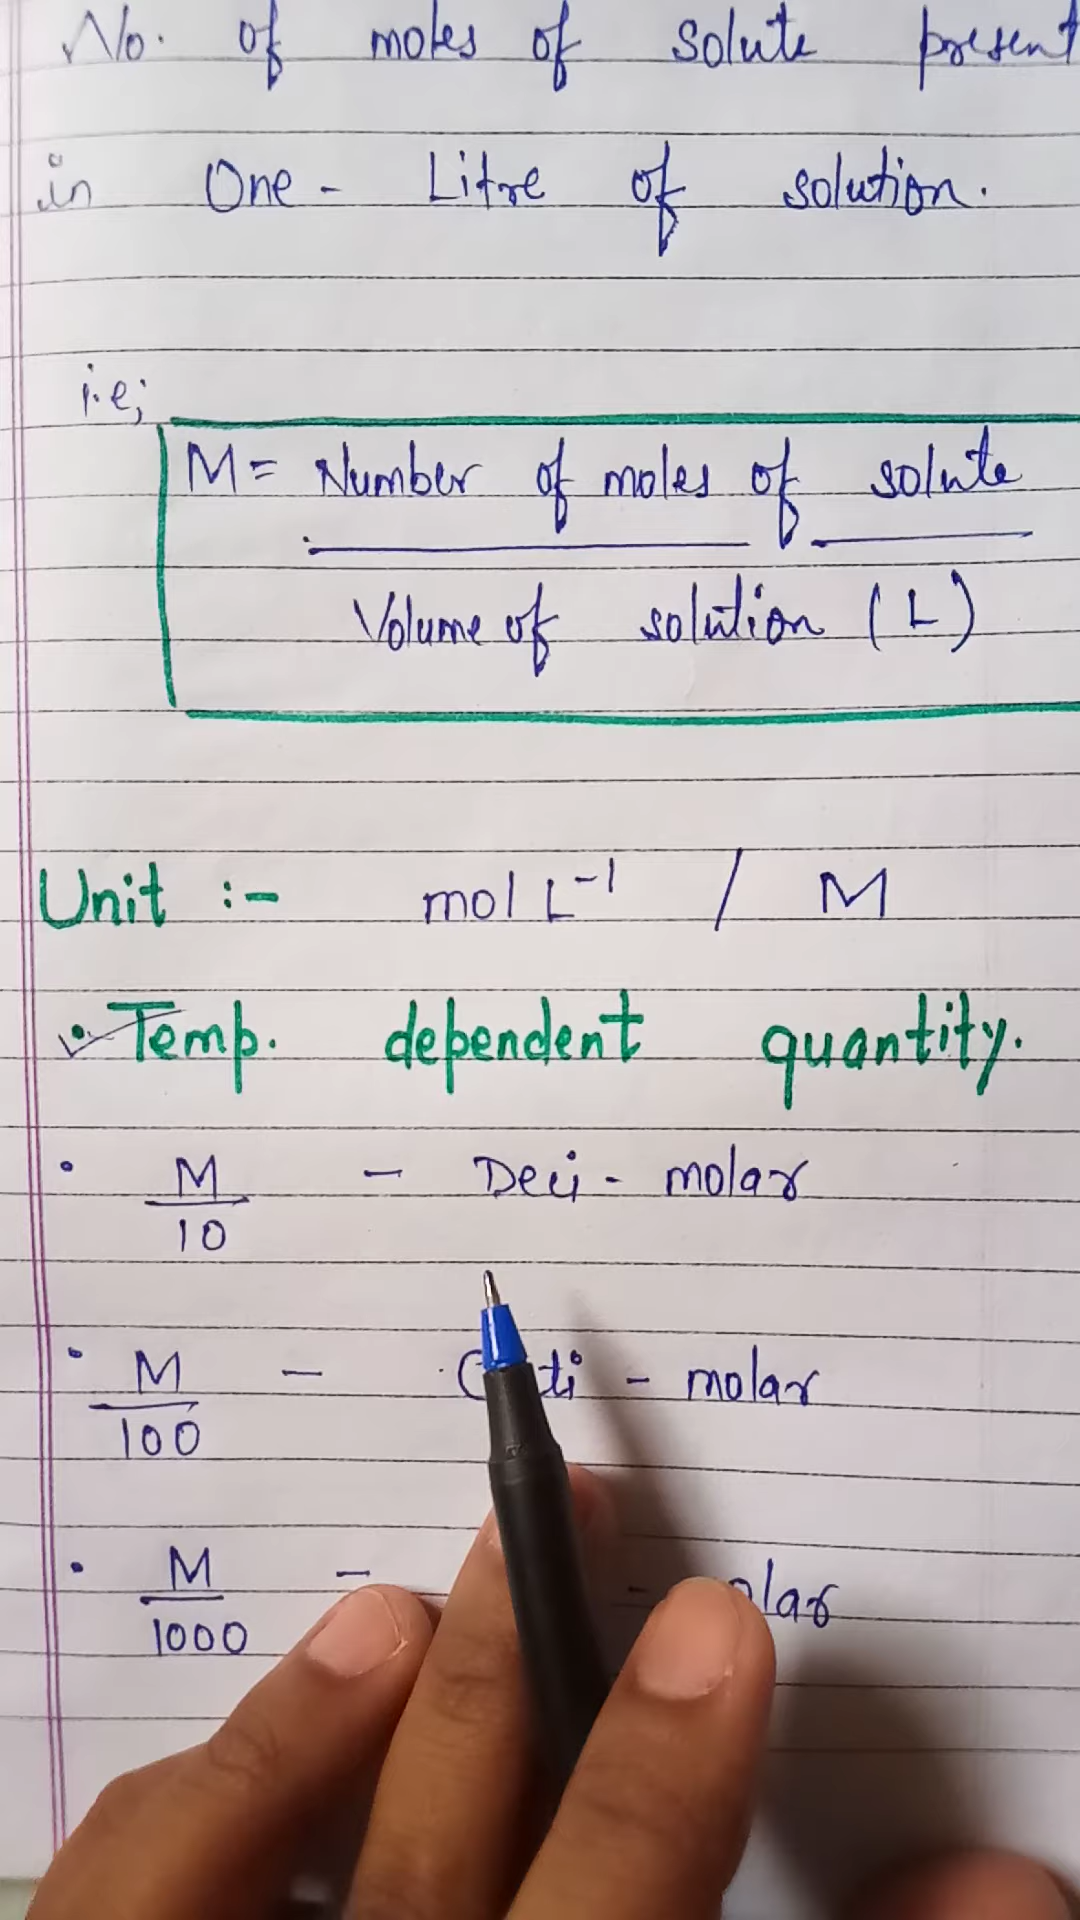 No. of moles of solute present
in One - Litre of solution.
i.e;
M = Number of moles of solute
Volume of solution (L)
Unit :- mol L⁻¹ / M
• Temp. dependent quantity.
• M/10 - Deci - molar
• M/100 - - molar
• M/1000 - -